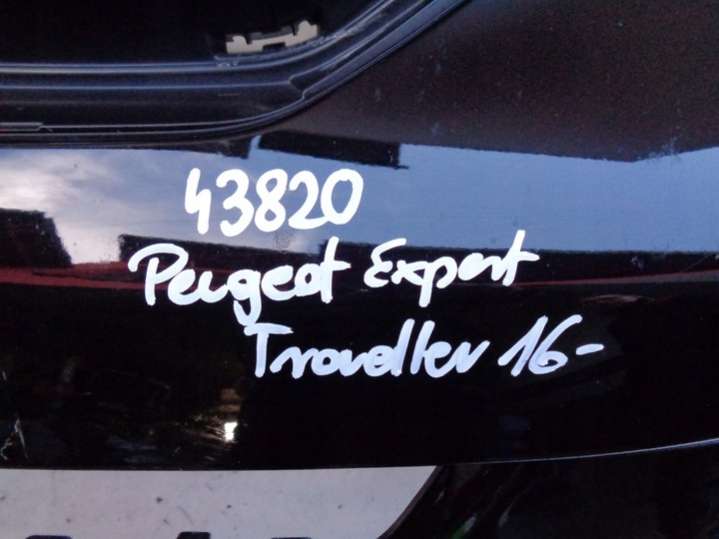 43820
Peugeot Expert
Traveller 16-